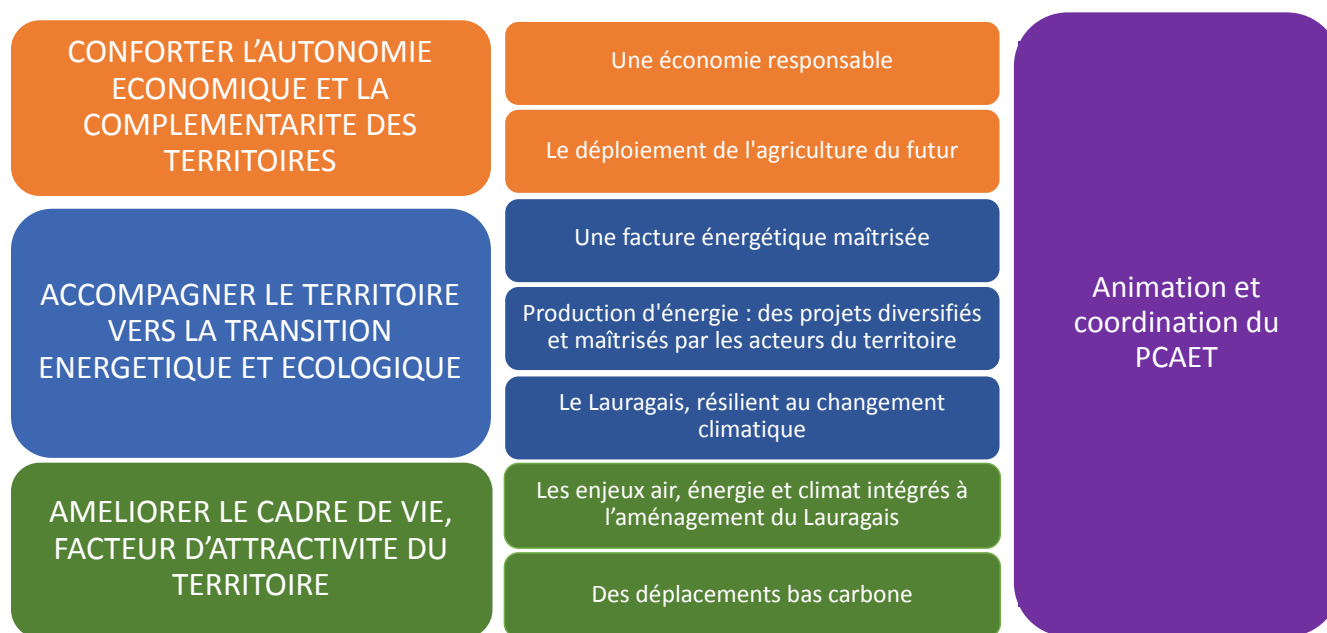 CONFORTER L’AUTONOMIE
ECONOMIQUE ET LA
COMPLEMENTARITE DES
TERRITOIRES
Une économie responsable
Le déploiement de l'agriculture du futur
ACCOMPAGNER LE TERRITOIRE
VERS LA TRANSITION
ENERGETIQUE ET ECOLOGIQUE
Une facture énergétique maîtrisée
Production d'énergie : des projets diversifiés
et maîtrisés par les acteurs du territoire
Le Lauragais, résilient au changement
climatique
AMELIORER LE CADRE DE VIE,
FACTEUR D’ATTRACTIVITE DU
TERRITOIRE
Les enjeux air, énergie et climat intégrés à
l’aménagement du Lauragais
Des déplacements bas carbone
Animation et
coordination du
PCAET